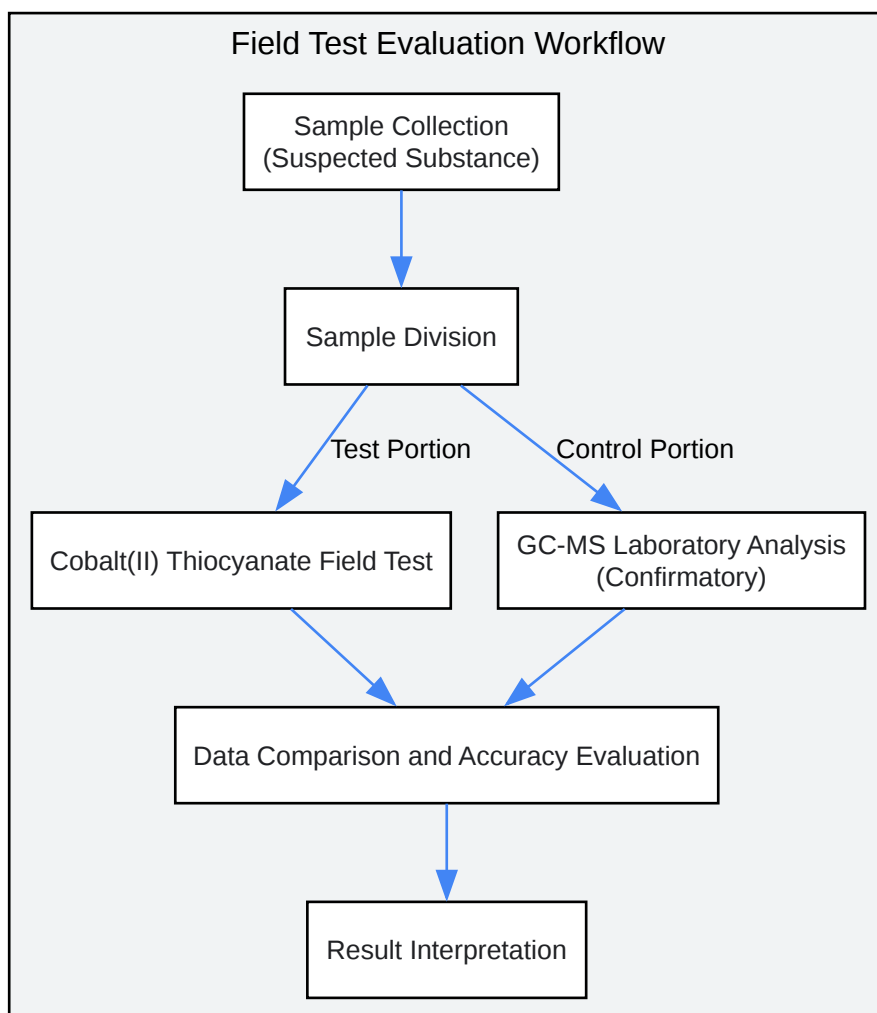 Field Test Evaluation Workflow
Sample Collection
(Suspected Substance)
Sample Division
Test Portion
Control Portion
Cobalt(II) Thiocyanate Field Test
GC-MS Laboratory Analysis
(Confirmatory)
Data Comparison and Accuracy Evaluation
Result Interpretation